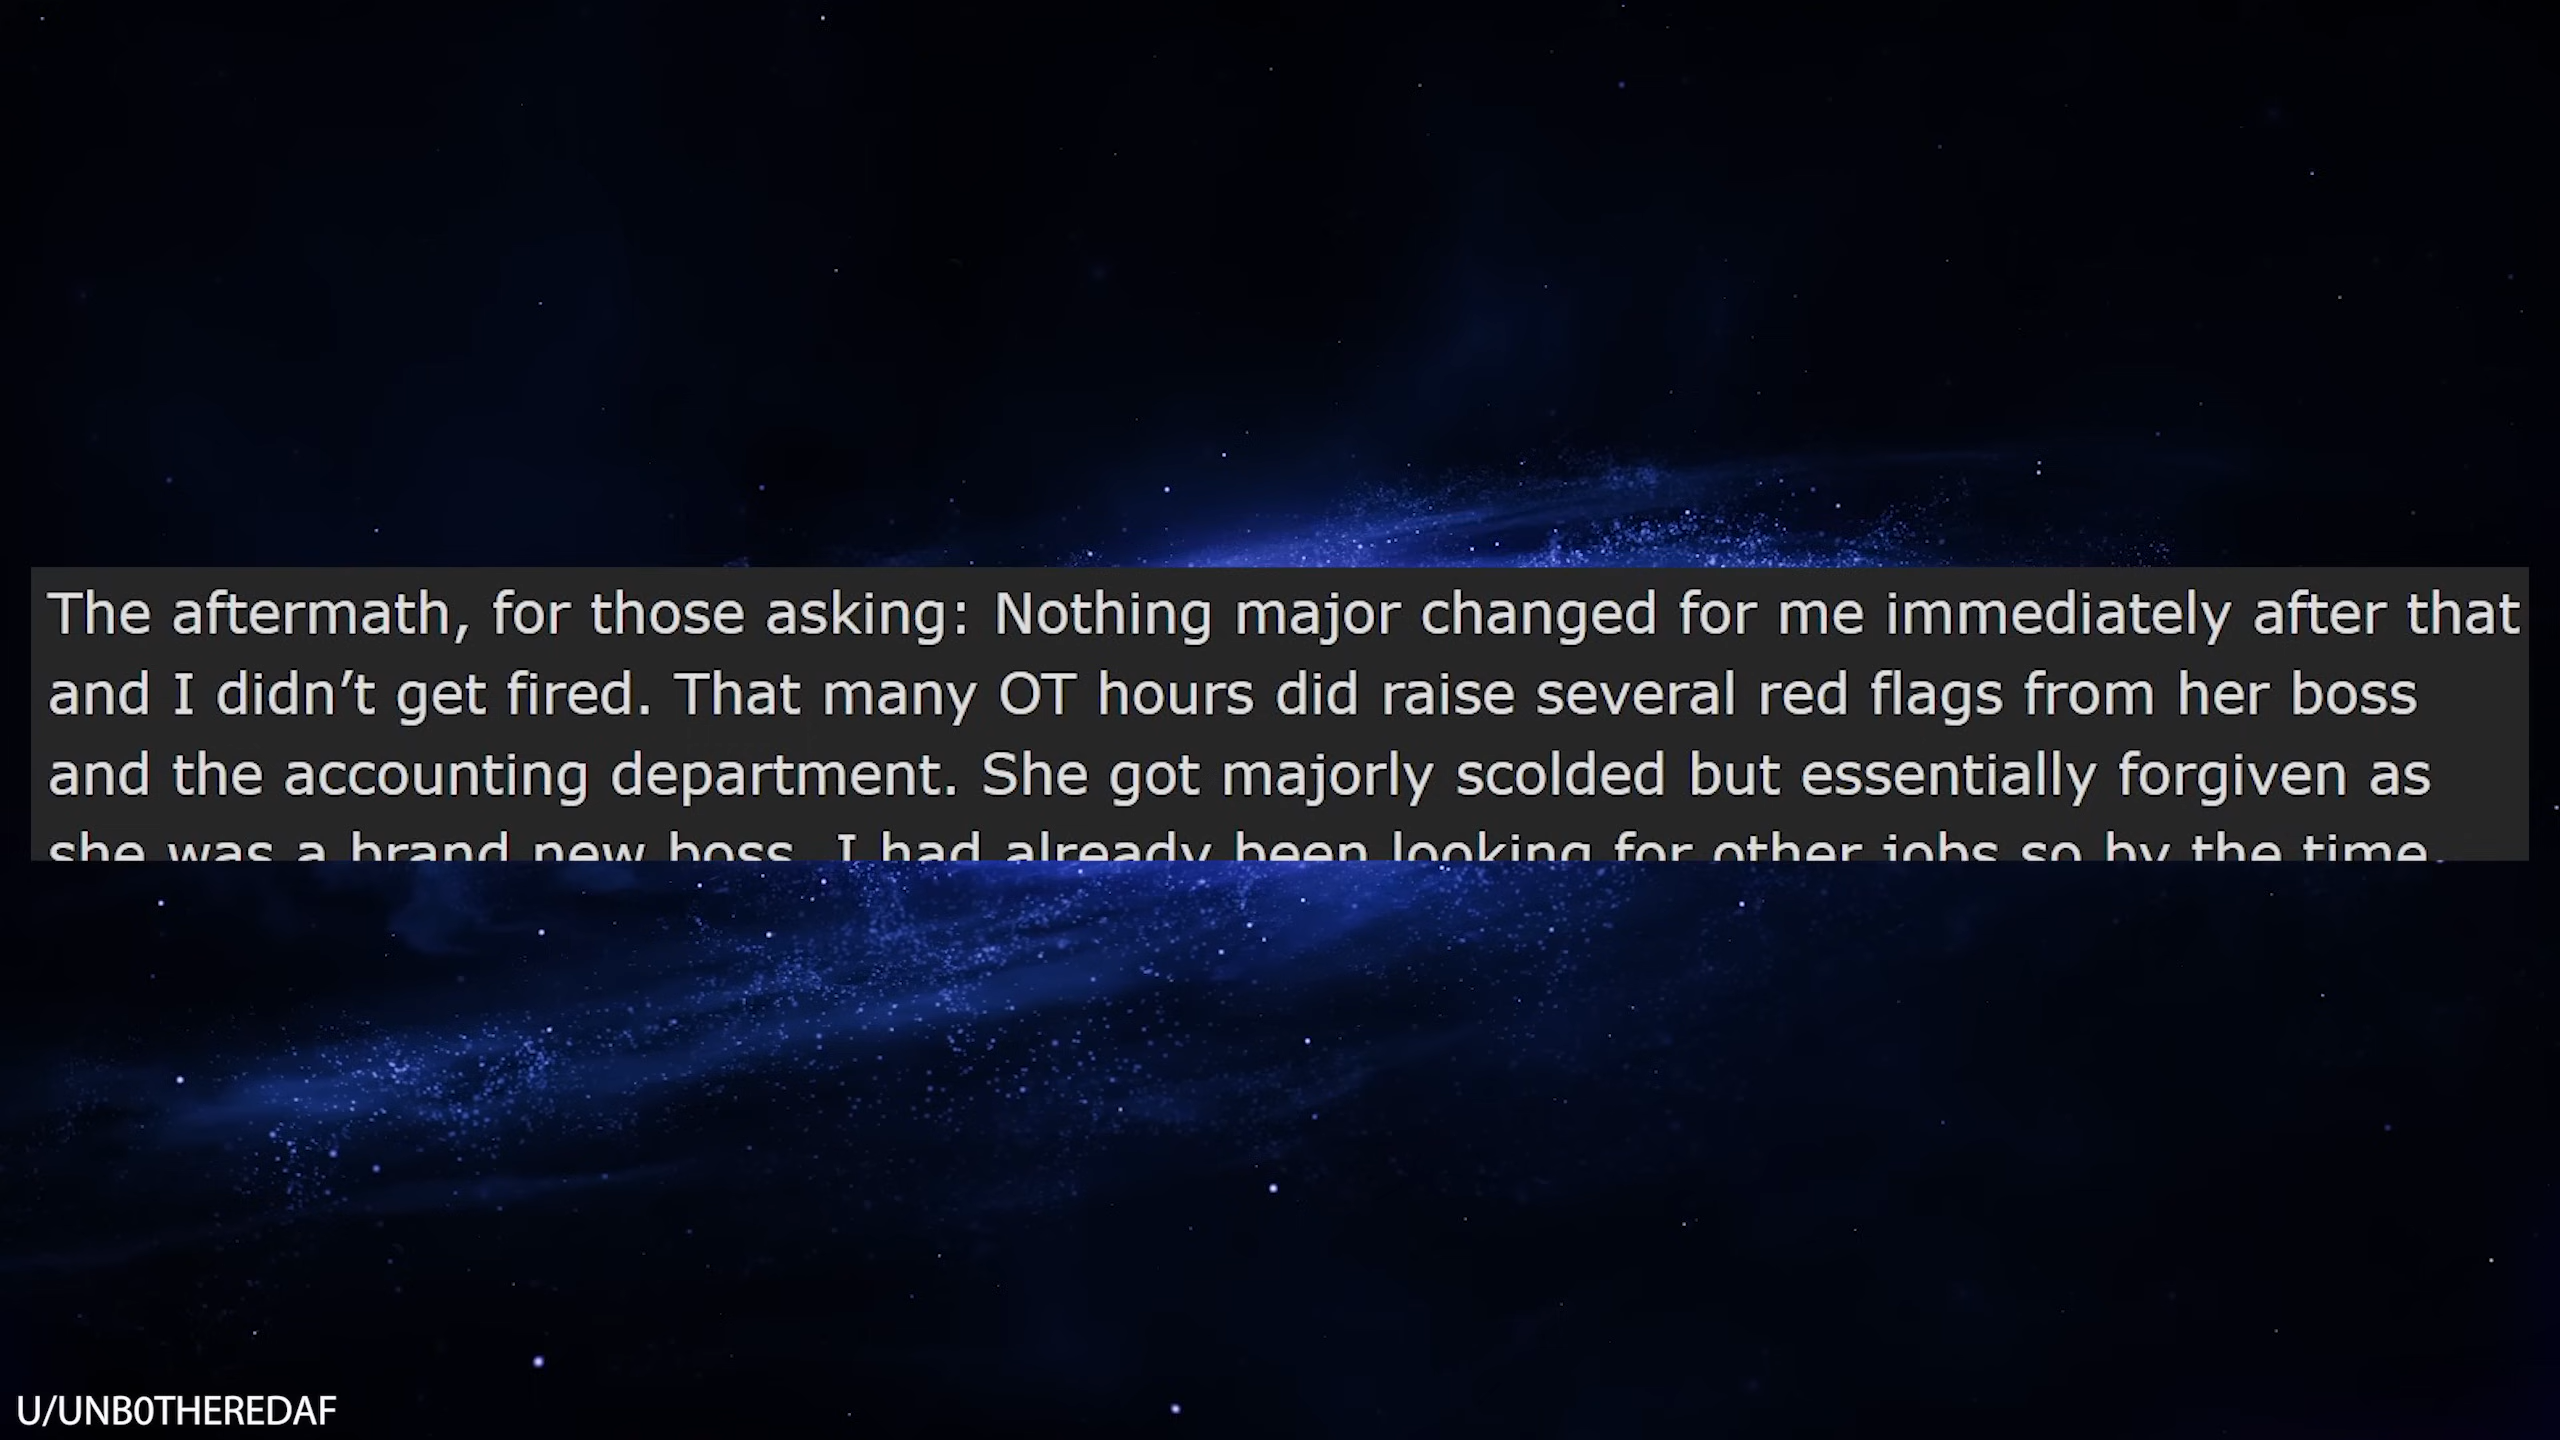 The aftermath, for those asking: Nothing major changed for me immediately after that
and I didn’t get fired. That many OT hours did raise several red flags from her boss
and the accounting department. She got majorly scolded but essentially forgiven as
she was a brand new boss. I had already been looking for other jobs so by the time
U/UNB0THEREDAF